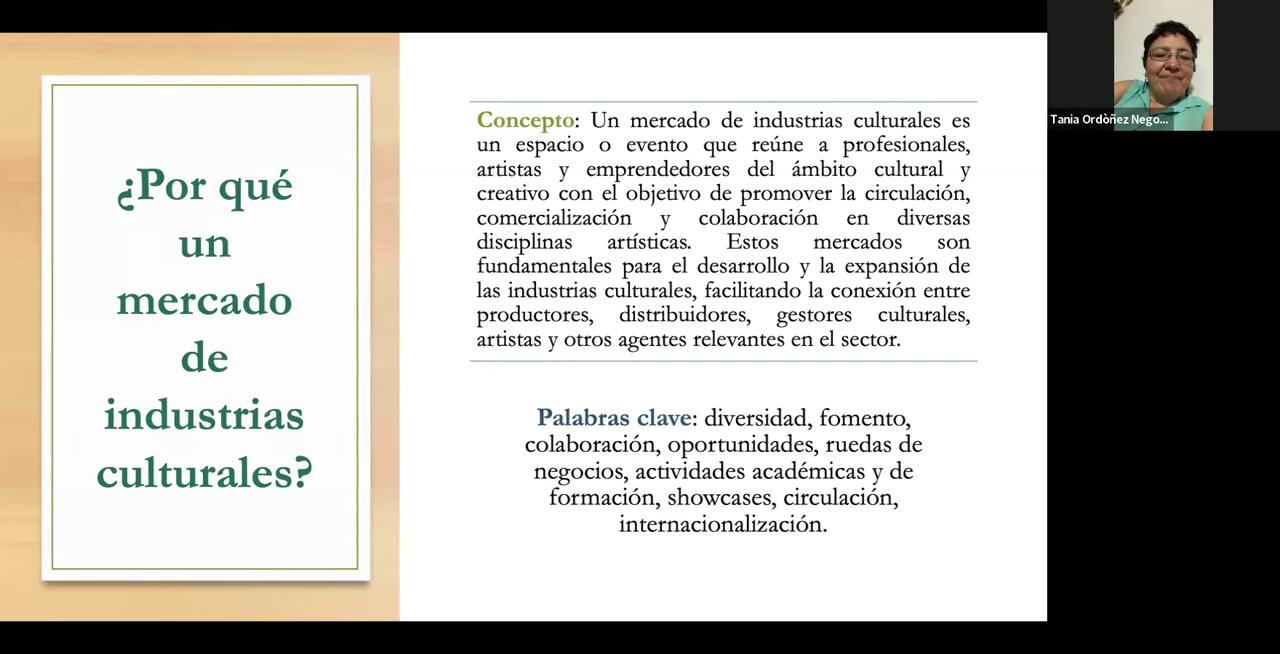 ¿Por qué
un
mercado
de
industrias
culturales?
Concepto: Un mercado de industrias culturales es
un espacio o evento que reúne a profesionales,
artistas y emprendedores del ámbito cultural y
creativo con el objetivo de promover la circulación,
comercialización y colaboración en diversas
disciplinas artísticas. Estos mercados son
fundamentales para el desarrollo y la expansión de
las industrias culturales, facilitando la conexión entre
productores, distribuidores, gestores culturales,
artistas y otros agentes relevantes en el sector.
Palabras clave: diversidad, fomento,
colaboración, oportunidades, ruedas de
negocios, actividades académicas y de
formación, showcases, circulación,
internacionalización.
Tania Ordòñez Nego...